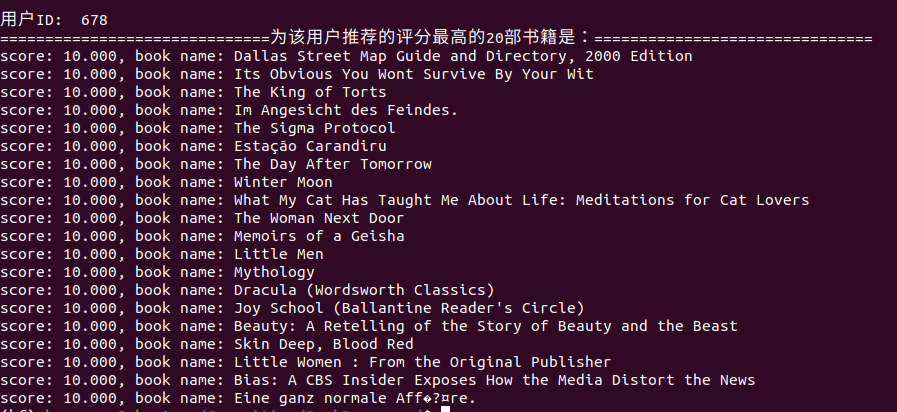 用户ID:  678
==============================为该用户推荐的评分最高的20部书籍是：===============================
score: 10.000, book name: Dallas Street Map Guide and Directory, 2000 Edition
score: 10.000, book name: Its Obvious You Wont Survive By Your Wit
score: 10.000, book name: The King of Torts
score: 10.000, book name: Im Angesicht des Feindes.
score: 10.000, book name: The Sigma Protocol
score: 10.000, book name: Estação Carandiru
score: 10.000, book name: The Day After Tomorrow
score: 10.000, book name: Winter Moon
score: 10.000, book name: What My Cat Has Taught Me About Life: Meditations for Cat Lovers
score: 10.000, book name: The Woman Next Door
score: 10.000, book name: Memoirs of a Geisha
score: 10.000, book name: Little Men
score: 10.000, book name: Mythology
score: 10.000, book name: Dracula (Wordsworth Classics)
score: 10.000, book name: Joy School (Ballantine Reader's Circle)
score: 10.000, book name: Beauty: A Retelling of the Story of Beauty and the Beast
score: 10.000, book name: Skin Deep, Blood Red
score: 10.000, book name: Little Women : From the Original Publisher
score: 10.000, book name: Bias: A CBS Insider Exposes How the Media Distort the News
score: 10.000, book name: Eine ganz normale Aff�?¤re.